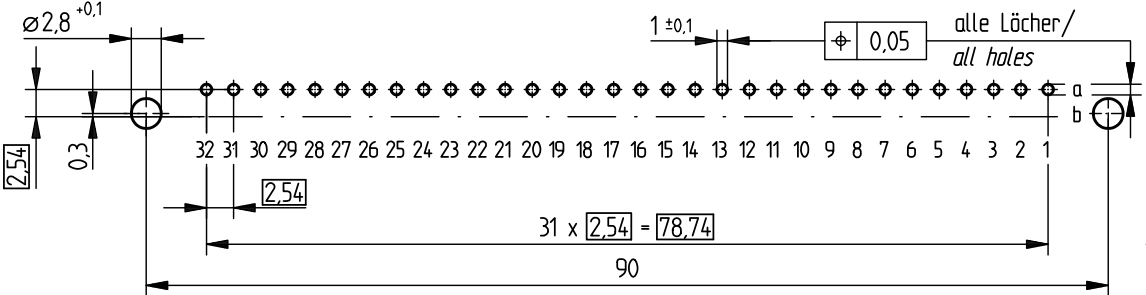 ⌀2,8 +0,1
1 ±0,1
⌖ 0,05
alle Löcher/
all holes
a
b
2,54
0,3
32 31 30 29 28 27 26 25 24 23 22 21 20 19 18 17 16 15 14 13 12 11 10 9 8 7 6 5 4 3 2 1
2,54
31 x 2,54 = 78,74
90